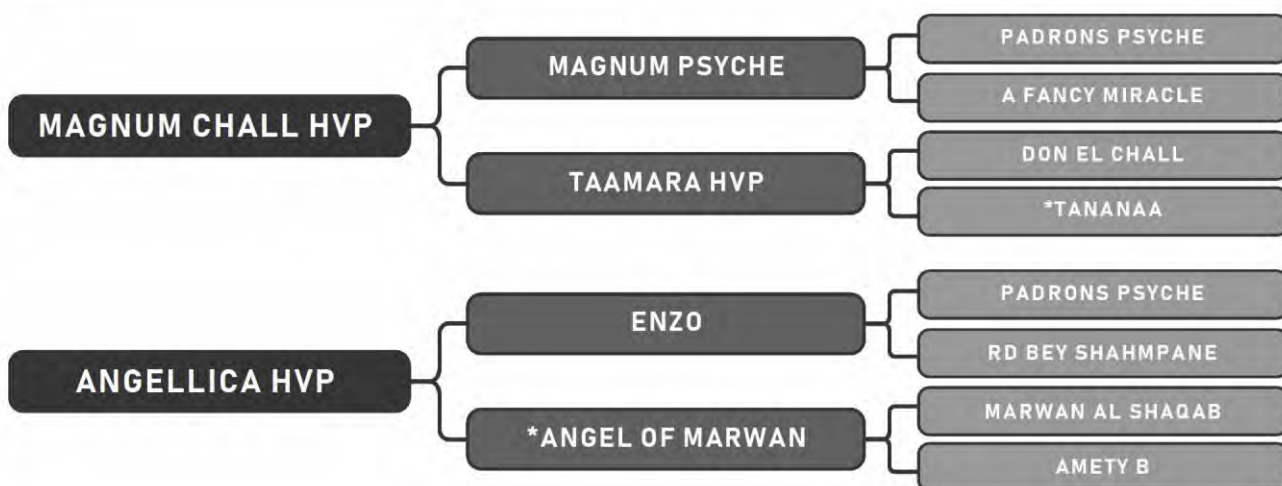 MAGNUM CHALL HVP
MAGNUM PSYCHE
PADRONS PSYCHE
A FANCY MIRACLE
TAAMARA HVP
DON EL CHALL
*TANANAA
ANGELLICA HVP
ENZO
PADRONS PSYCHE
RD BEY SHAHMPANE
*ANGEL OF MARWAN
MARWAN AL SHAQAB
AMETY B